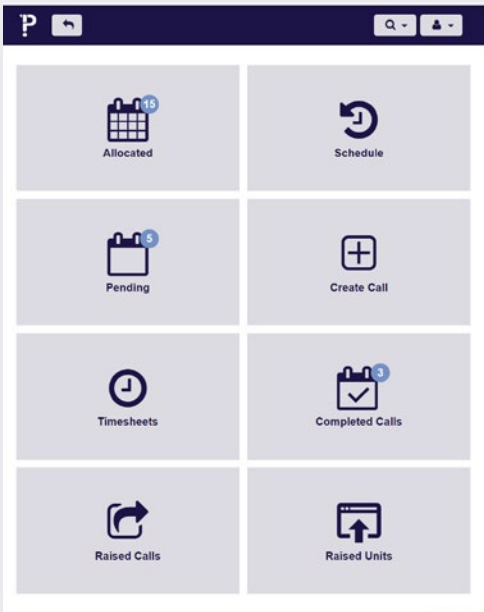 P
15
Allocated
Schedule
5
Pending
Create Call
Timesheets
3
Completed Calls
Raised Calls
Raised Units